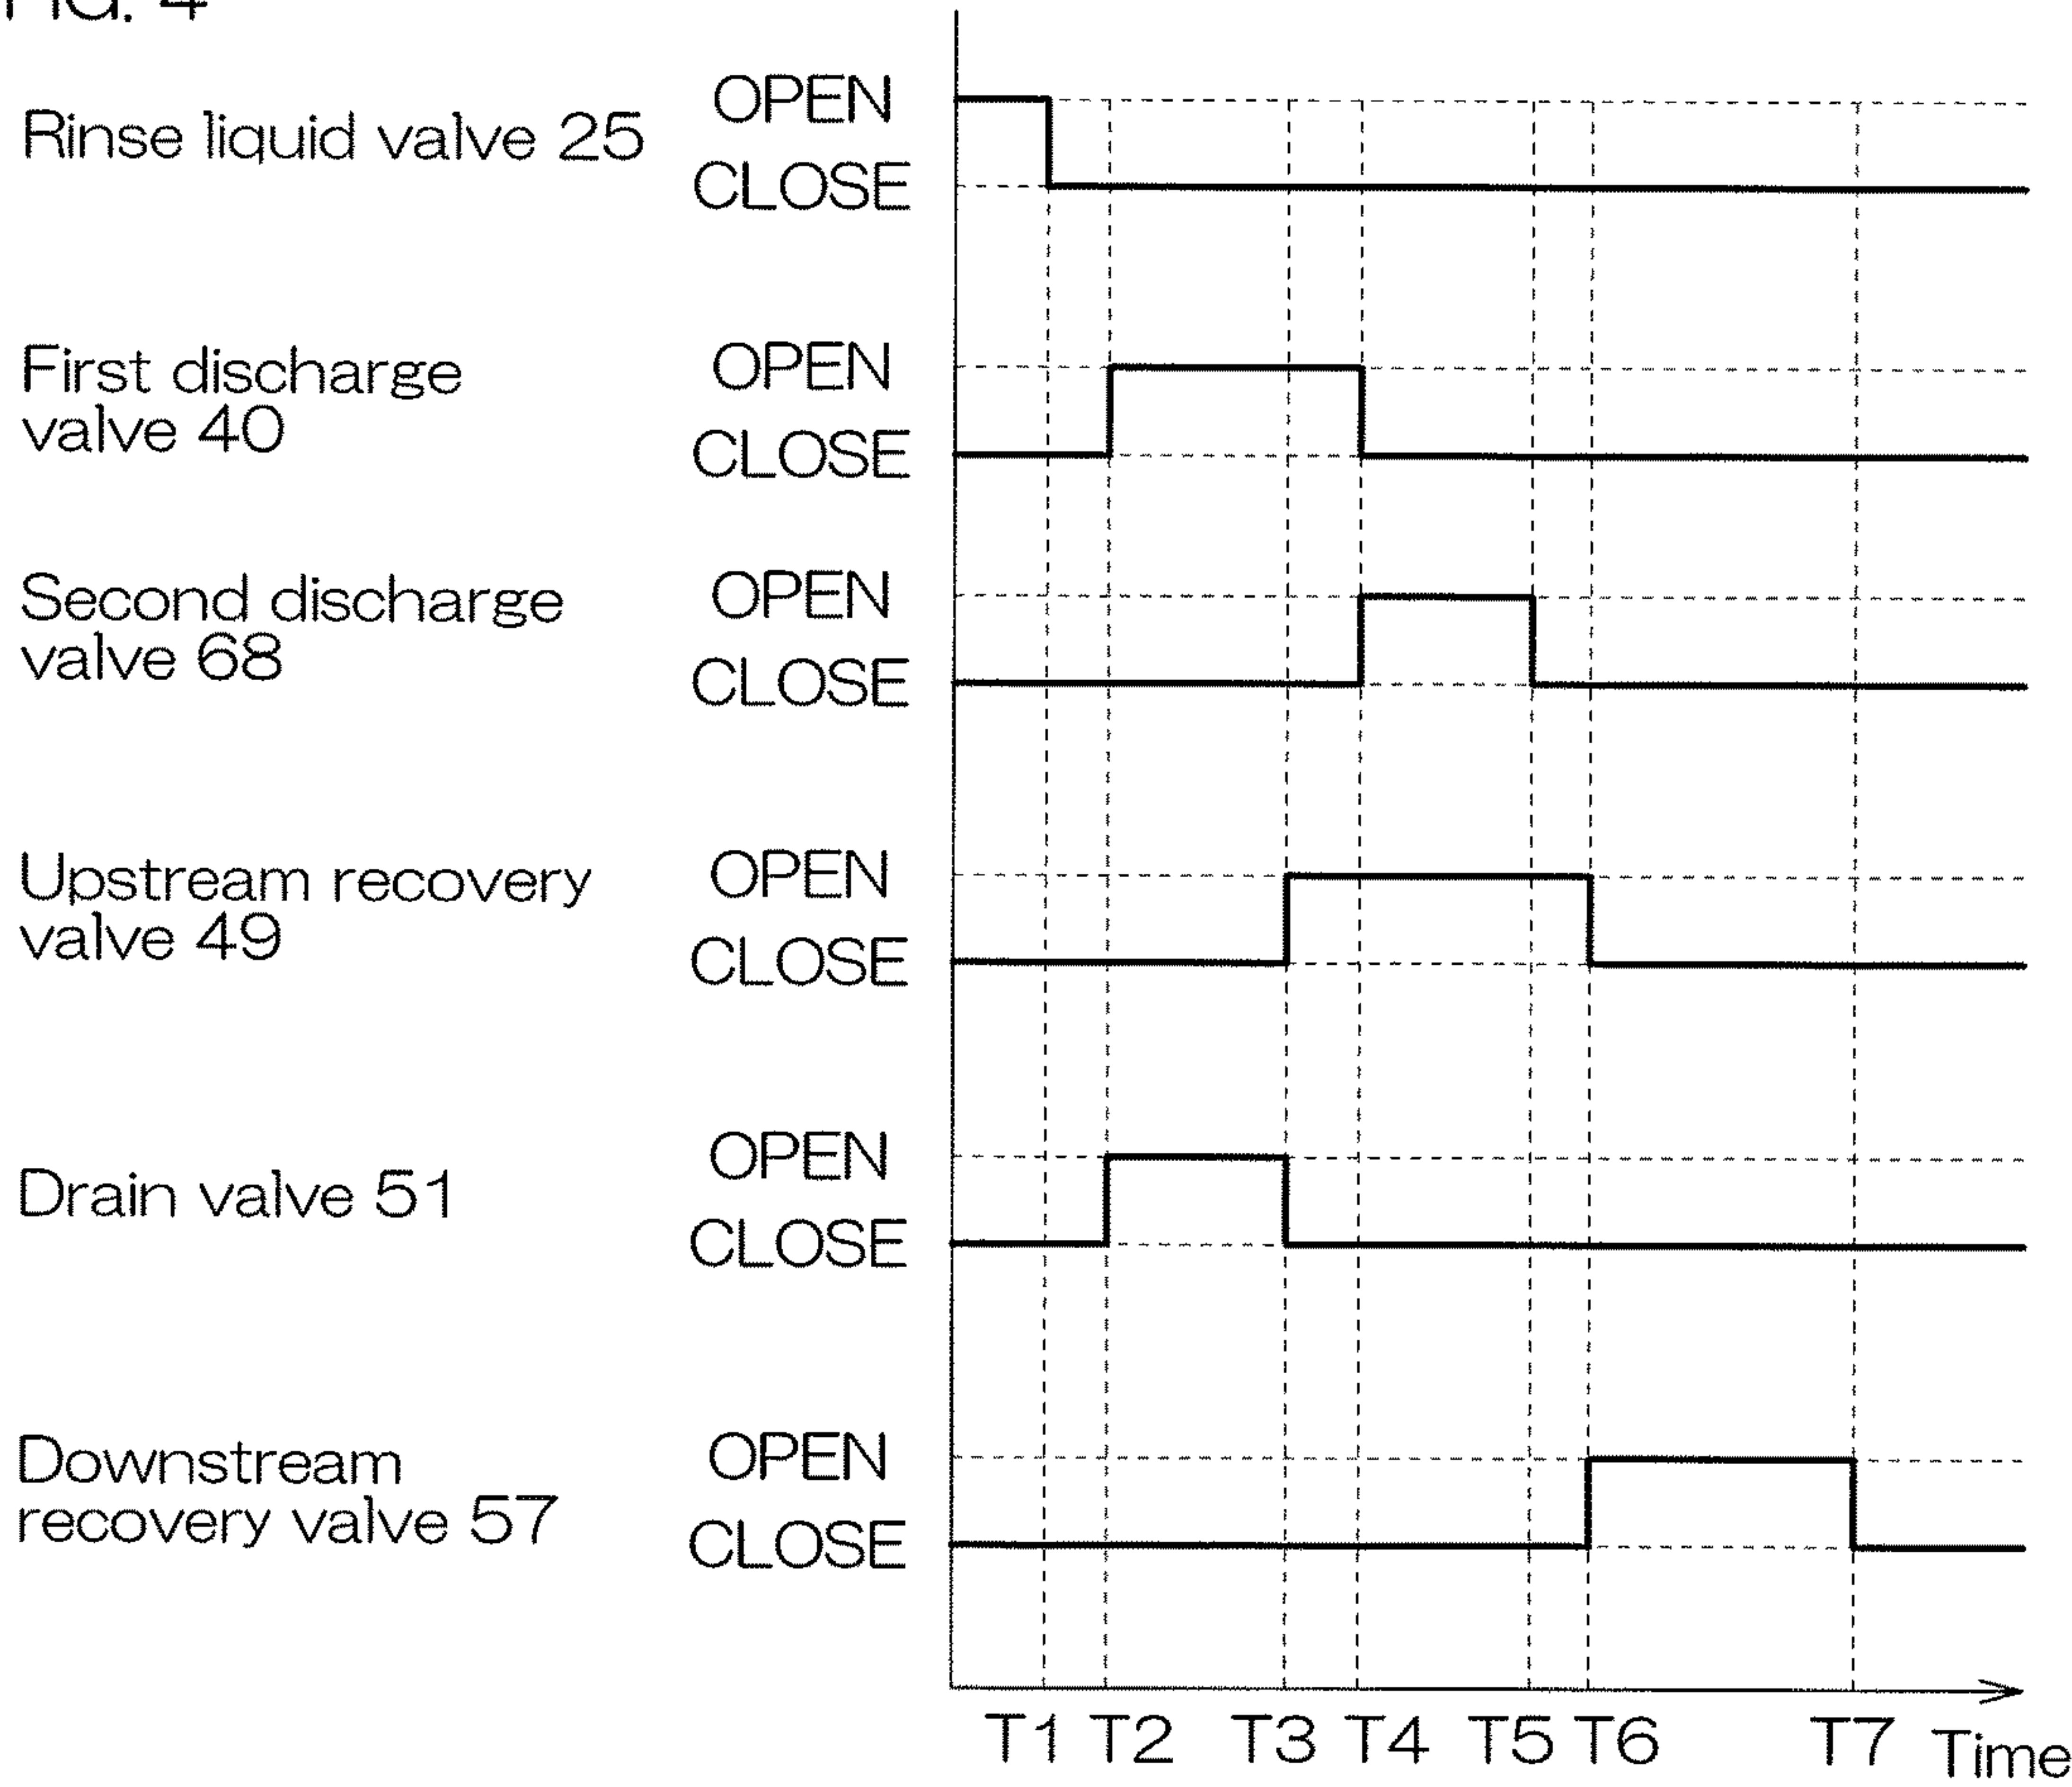 FIG. 4
OPEN
Rinse liquid valve 25
CLOSE
First discharge
valve 40
OPEN
CLOSE
Second discharge
valve 68
OPEN
CLOSE
Upstream recovery
valve 49
OPEN
CLOSE
OPEN
Drain valve 51
CLOSE
Downstream
recovery valve 57
OPEN
CLOSE
T1 T2 T3 T4 T5 T6 T7 Time